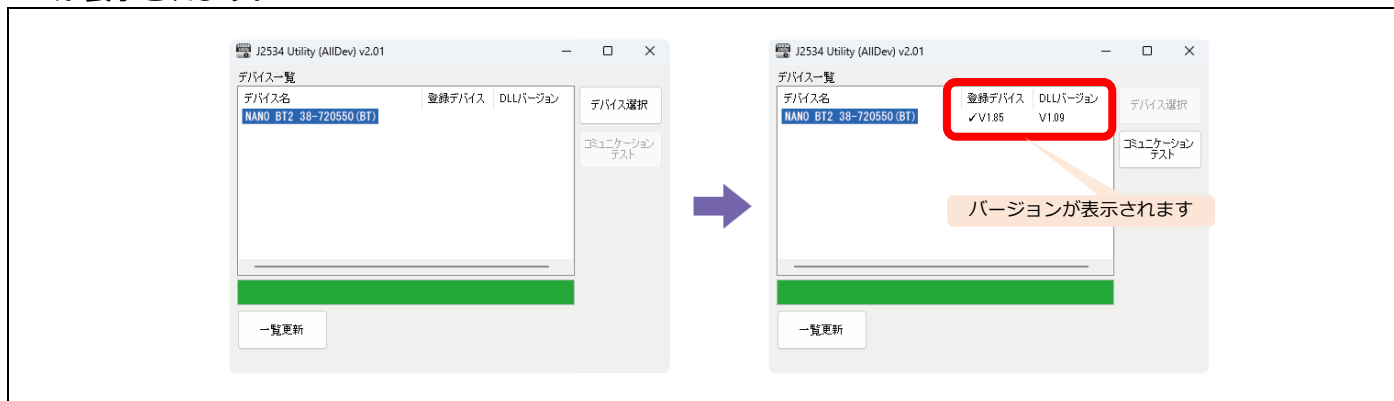 J2534 Utility (AllDev) v2.01
デバイス一覧
デバイス名 登録デバイス DLLバージョン
NANO BT2 38-720550(BT)
デバイス選択
コミュニケーション
テスト
一覧更新
J2534 Utility (AllDev) v2.01
デバイス一覧
デバイス名 登録デバイス DLLバージョン
NANO BT2 38-720550(BT) ✓V1.85 V1.09
デバイス選択
コミュニケーション
テスト
バージョンが表示されます
一覧更新